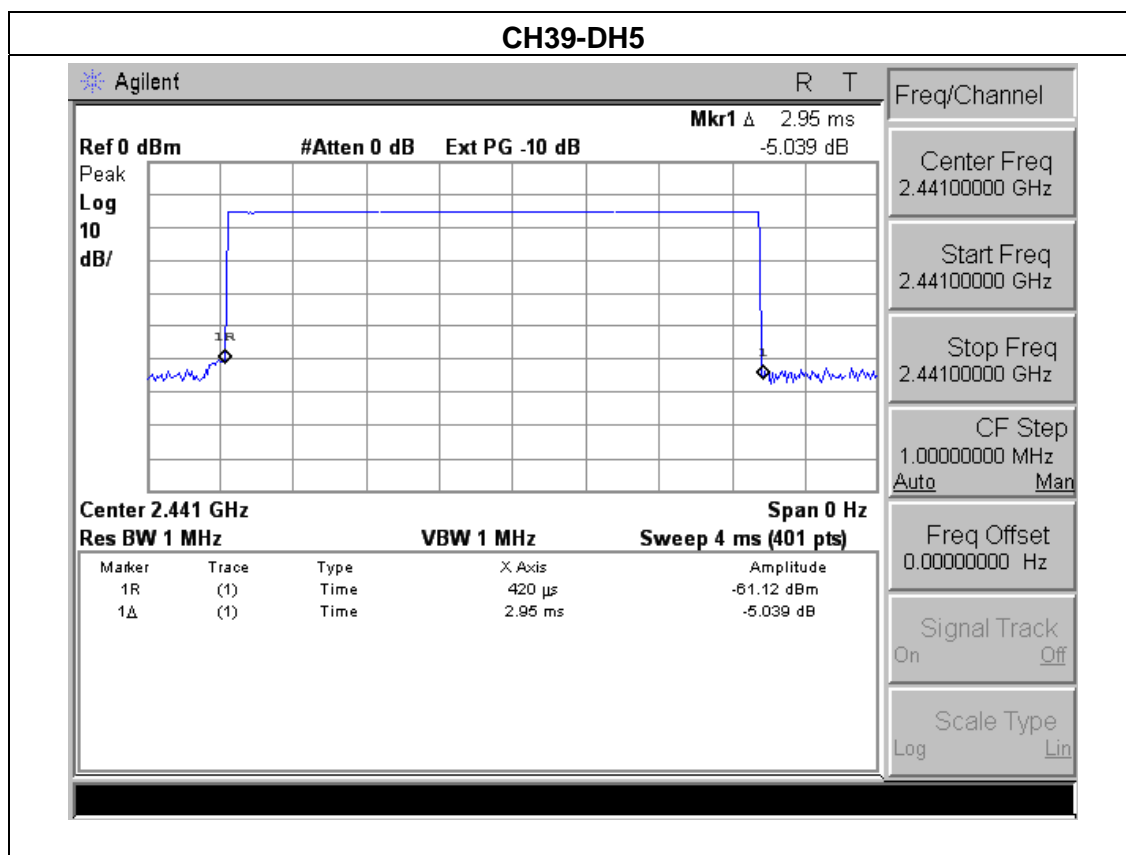 CH39-DH5
Agilent R T
Mkr1 Δ 2.95 ms
Ref 0 dBm #Atten 0 dB Ext PG -10 dB -5.039 dB
Peak
Log
10
dB/
1R
1
Center 2.441 GHz Span 0 Hz
Res BW 1 MHz VBW 1 MHz Sweep 4 ms (401 pts)
Marker Trace Type X Axis Amplitude
1R (1) Time 420 µs -61.12 dBm
1Δ (1) Time 2.95 ms -5.039 dB
Freq/Channel
Center Freq
2.44100000 GHz
Start Freq
2.44100000 GHz
Stop Freq
2.44100000 GHz
CF Step
1.00000000 MHz
Auto Man
Freq Offset
0.00000000 Hz
Signal Track
On Off
Scale Type
Log Lin